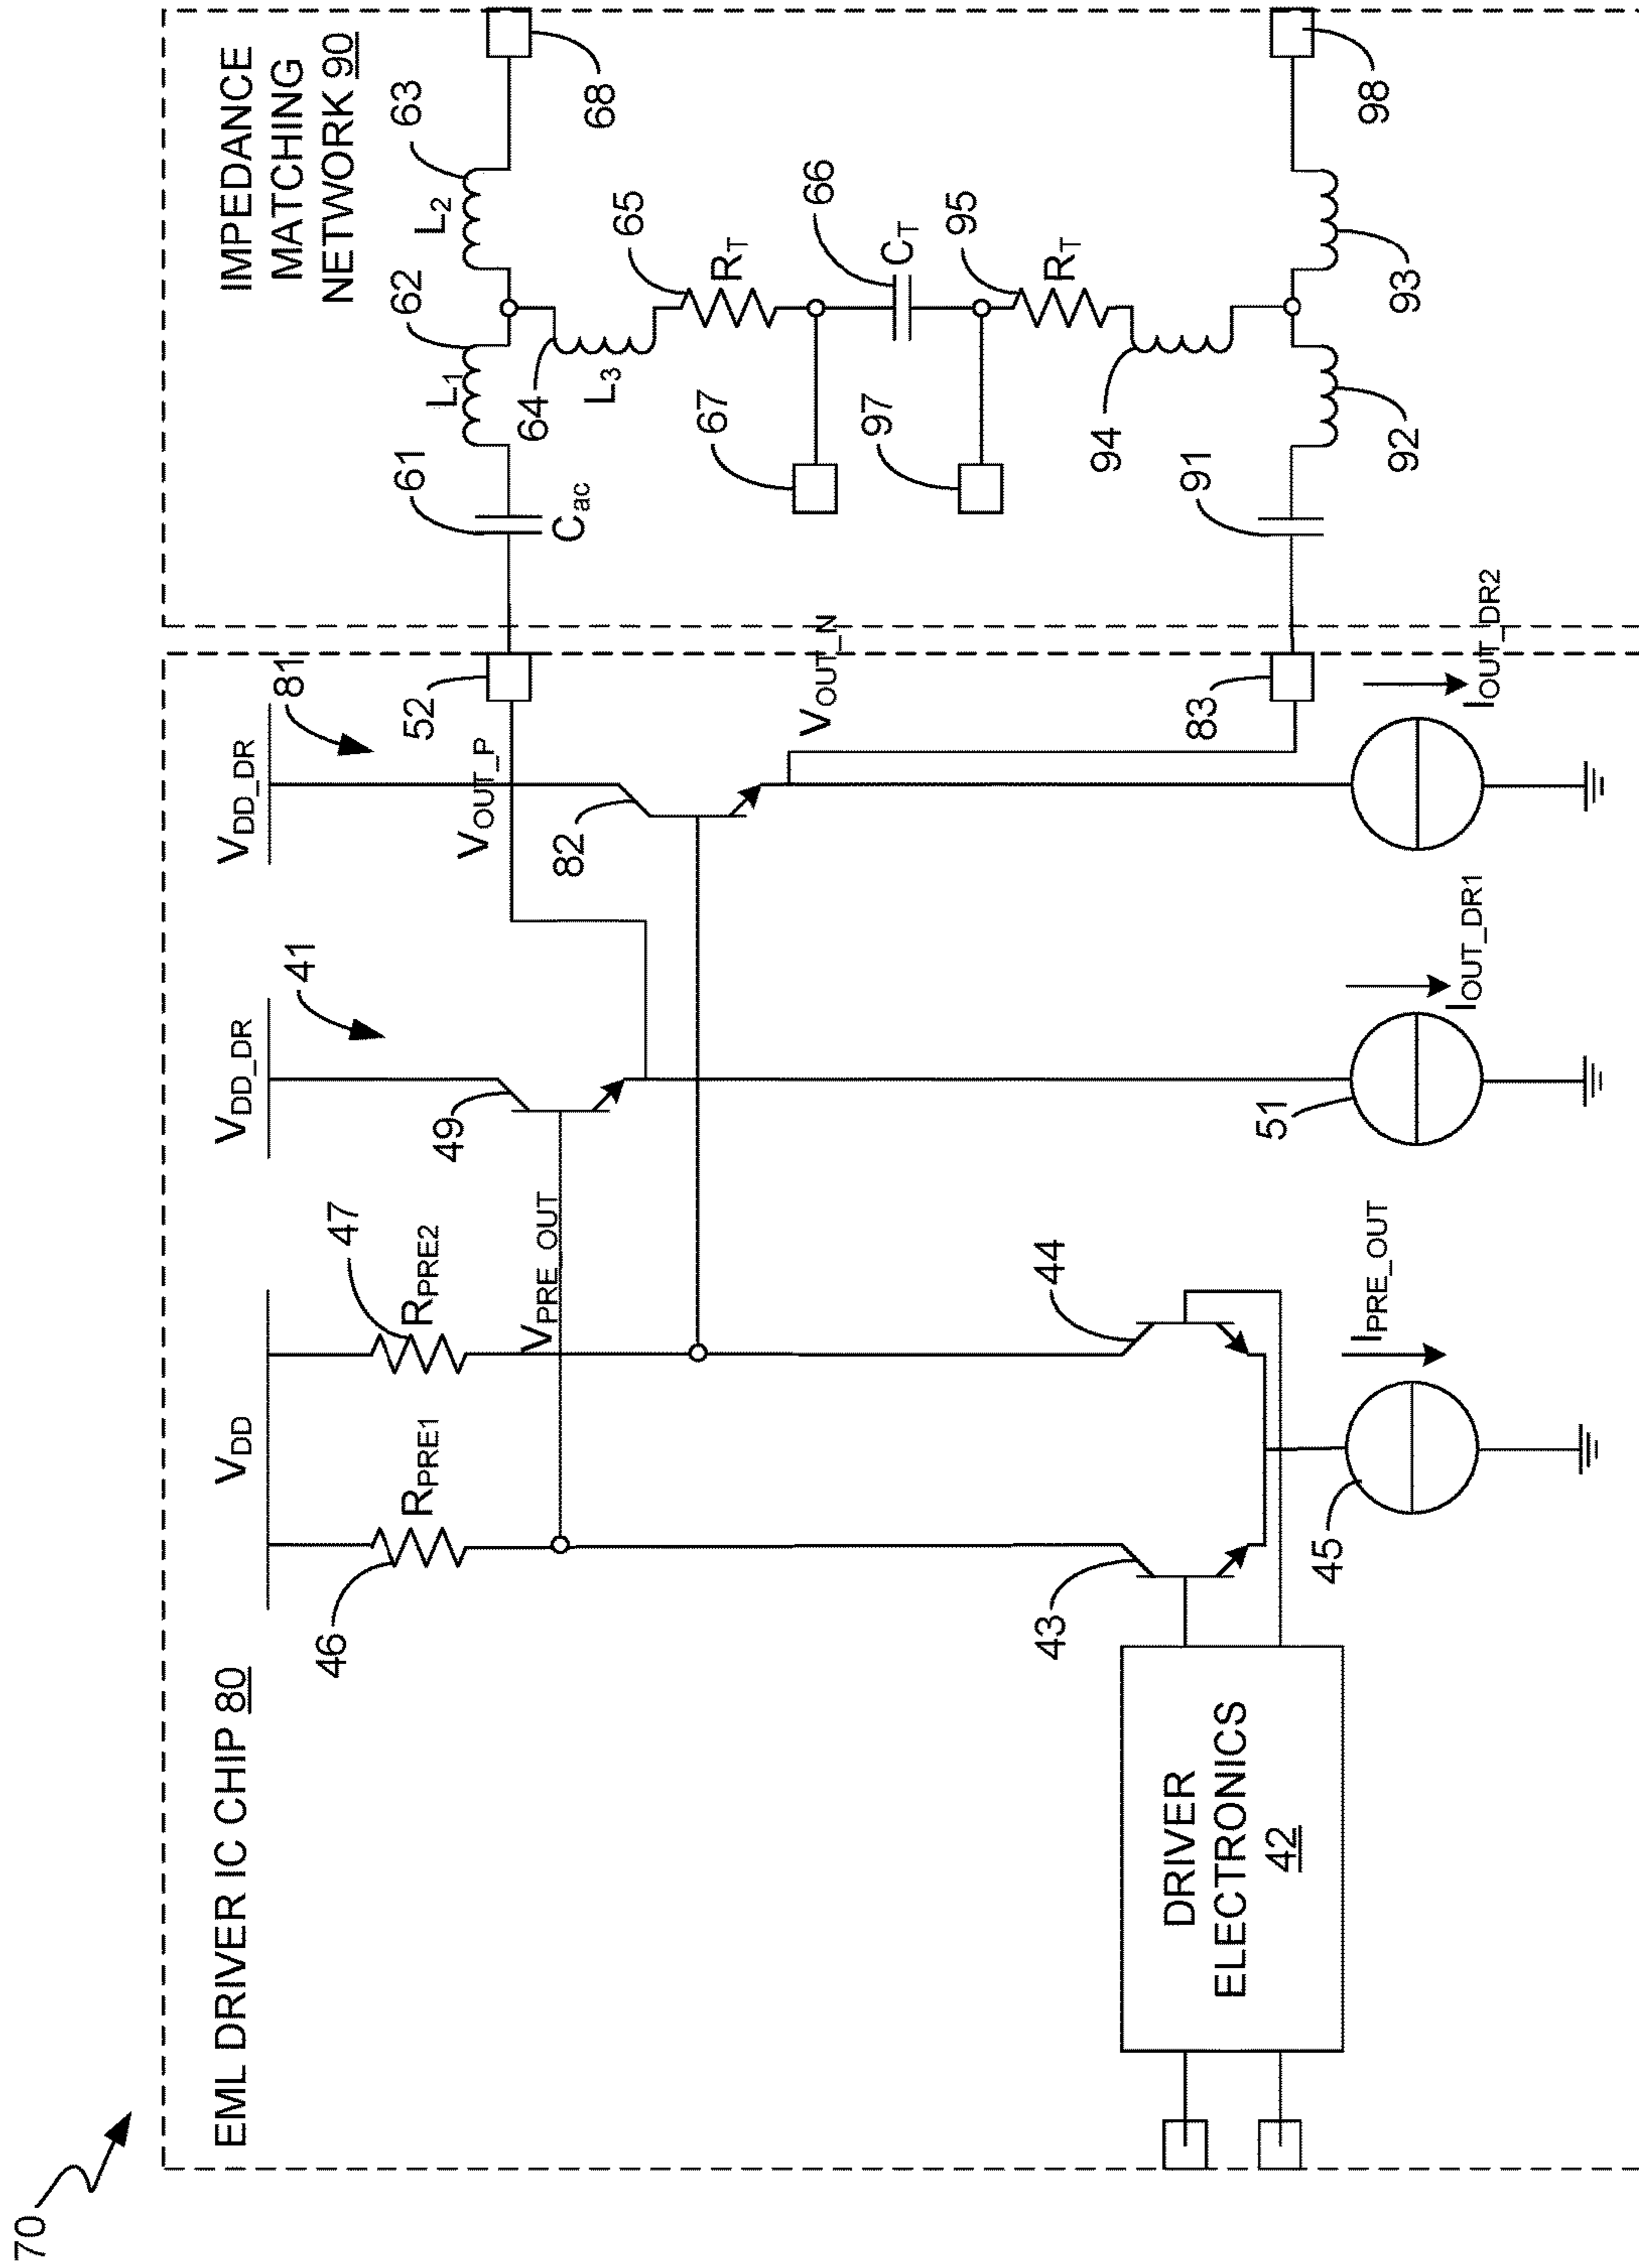 70
EML DRIVER IC CHIP 80
IMPEDANCE
MATCHING
NETWORK 90
VDD
VDD_DR
VDD_DR
41
81
46
RPRE1
47
RPRE2
49
VPRE_OUT
VOUT_P
52
82
VOUT_N
61
Cac
L1
62
L2
63
68
64
L3
65
RT
67
66
CT
97
95
RT
94
91
92
93
98
83
43
44
DRIVER
ELECTRONICS
42
45
IPRE_OUT
51
IOUT_DR1
IOUT_DR2